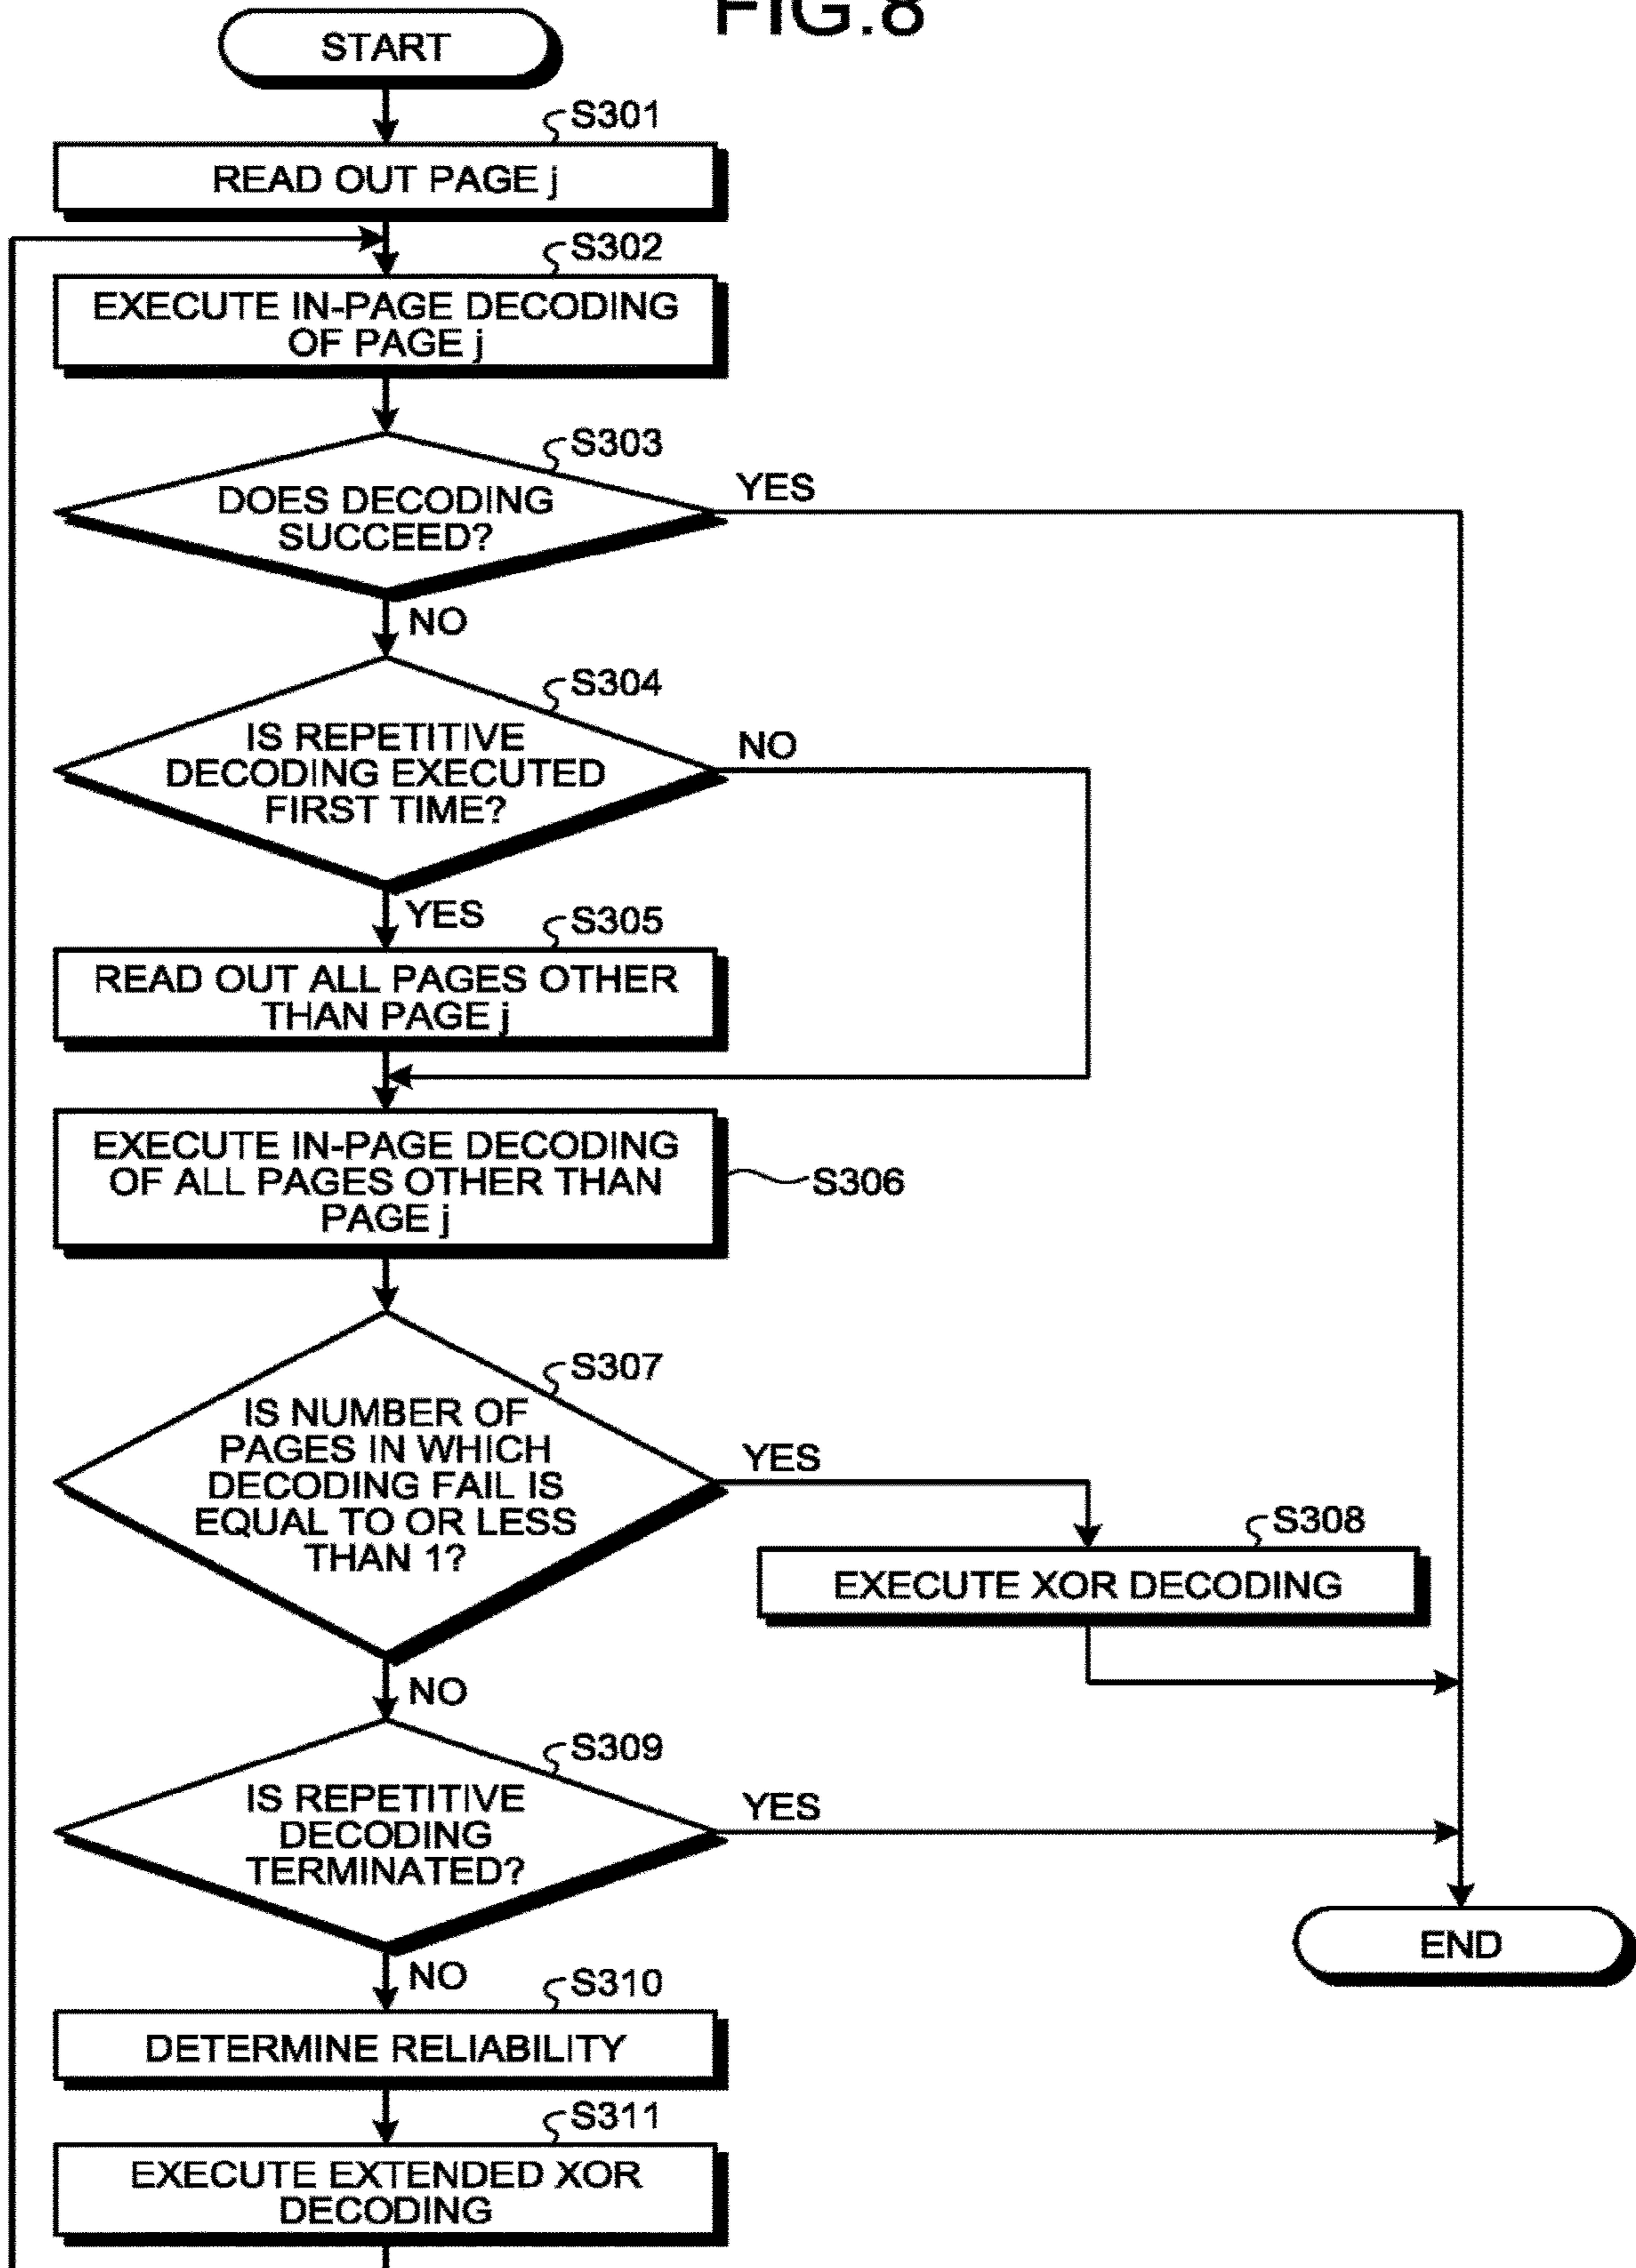 FIG.8
START
S301
READ OUT PAGE j
S302
EXECUTE IN-PAGE DECODING
OF PAGE j
S303
DOES DECODING
SUCCEED?
YES
NO
S304
IS REPETITIVE
DECODING EXECUTED
FIRST TIME?
NO
YES
S305
READ OUT ALL PAGES OTHER
THAN PAGE j
EXECUTE IN-PAGE DECODING
OF ALL PAGES OTHER THAN
PAGE j
S306
S307
IS NUMBER OF
PAGES IN WHICH
DECODING FAIL IS
EQUAL TO OR LESS
THAN 1?
YES
S308
EXECUTE XOR DECODING
NO
S309
IS REPETITIVE
DECODING
TERMINATED?
YES
END
NO
S310
DETERMINE RELIABILITY
S311
EXECUTE EXTENDED XOR
DECODING